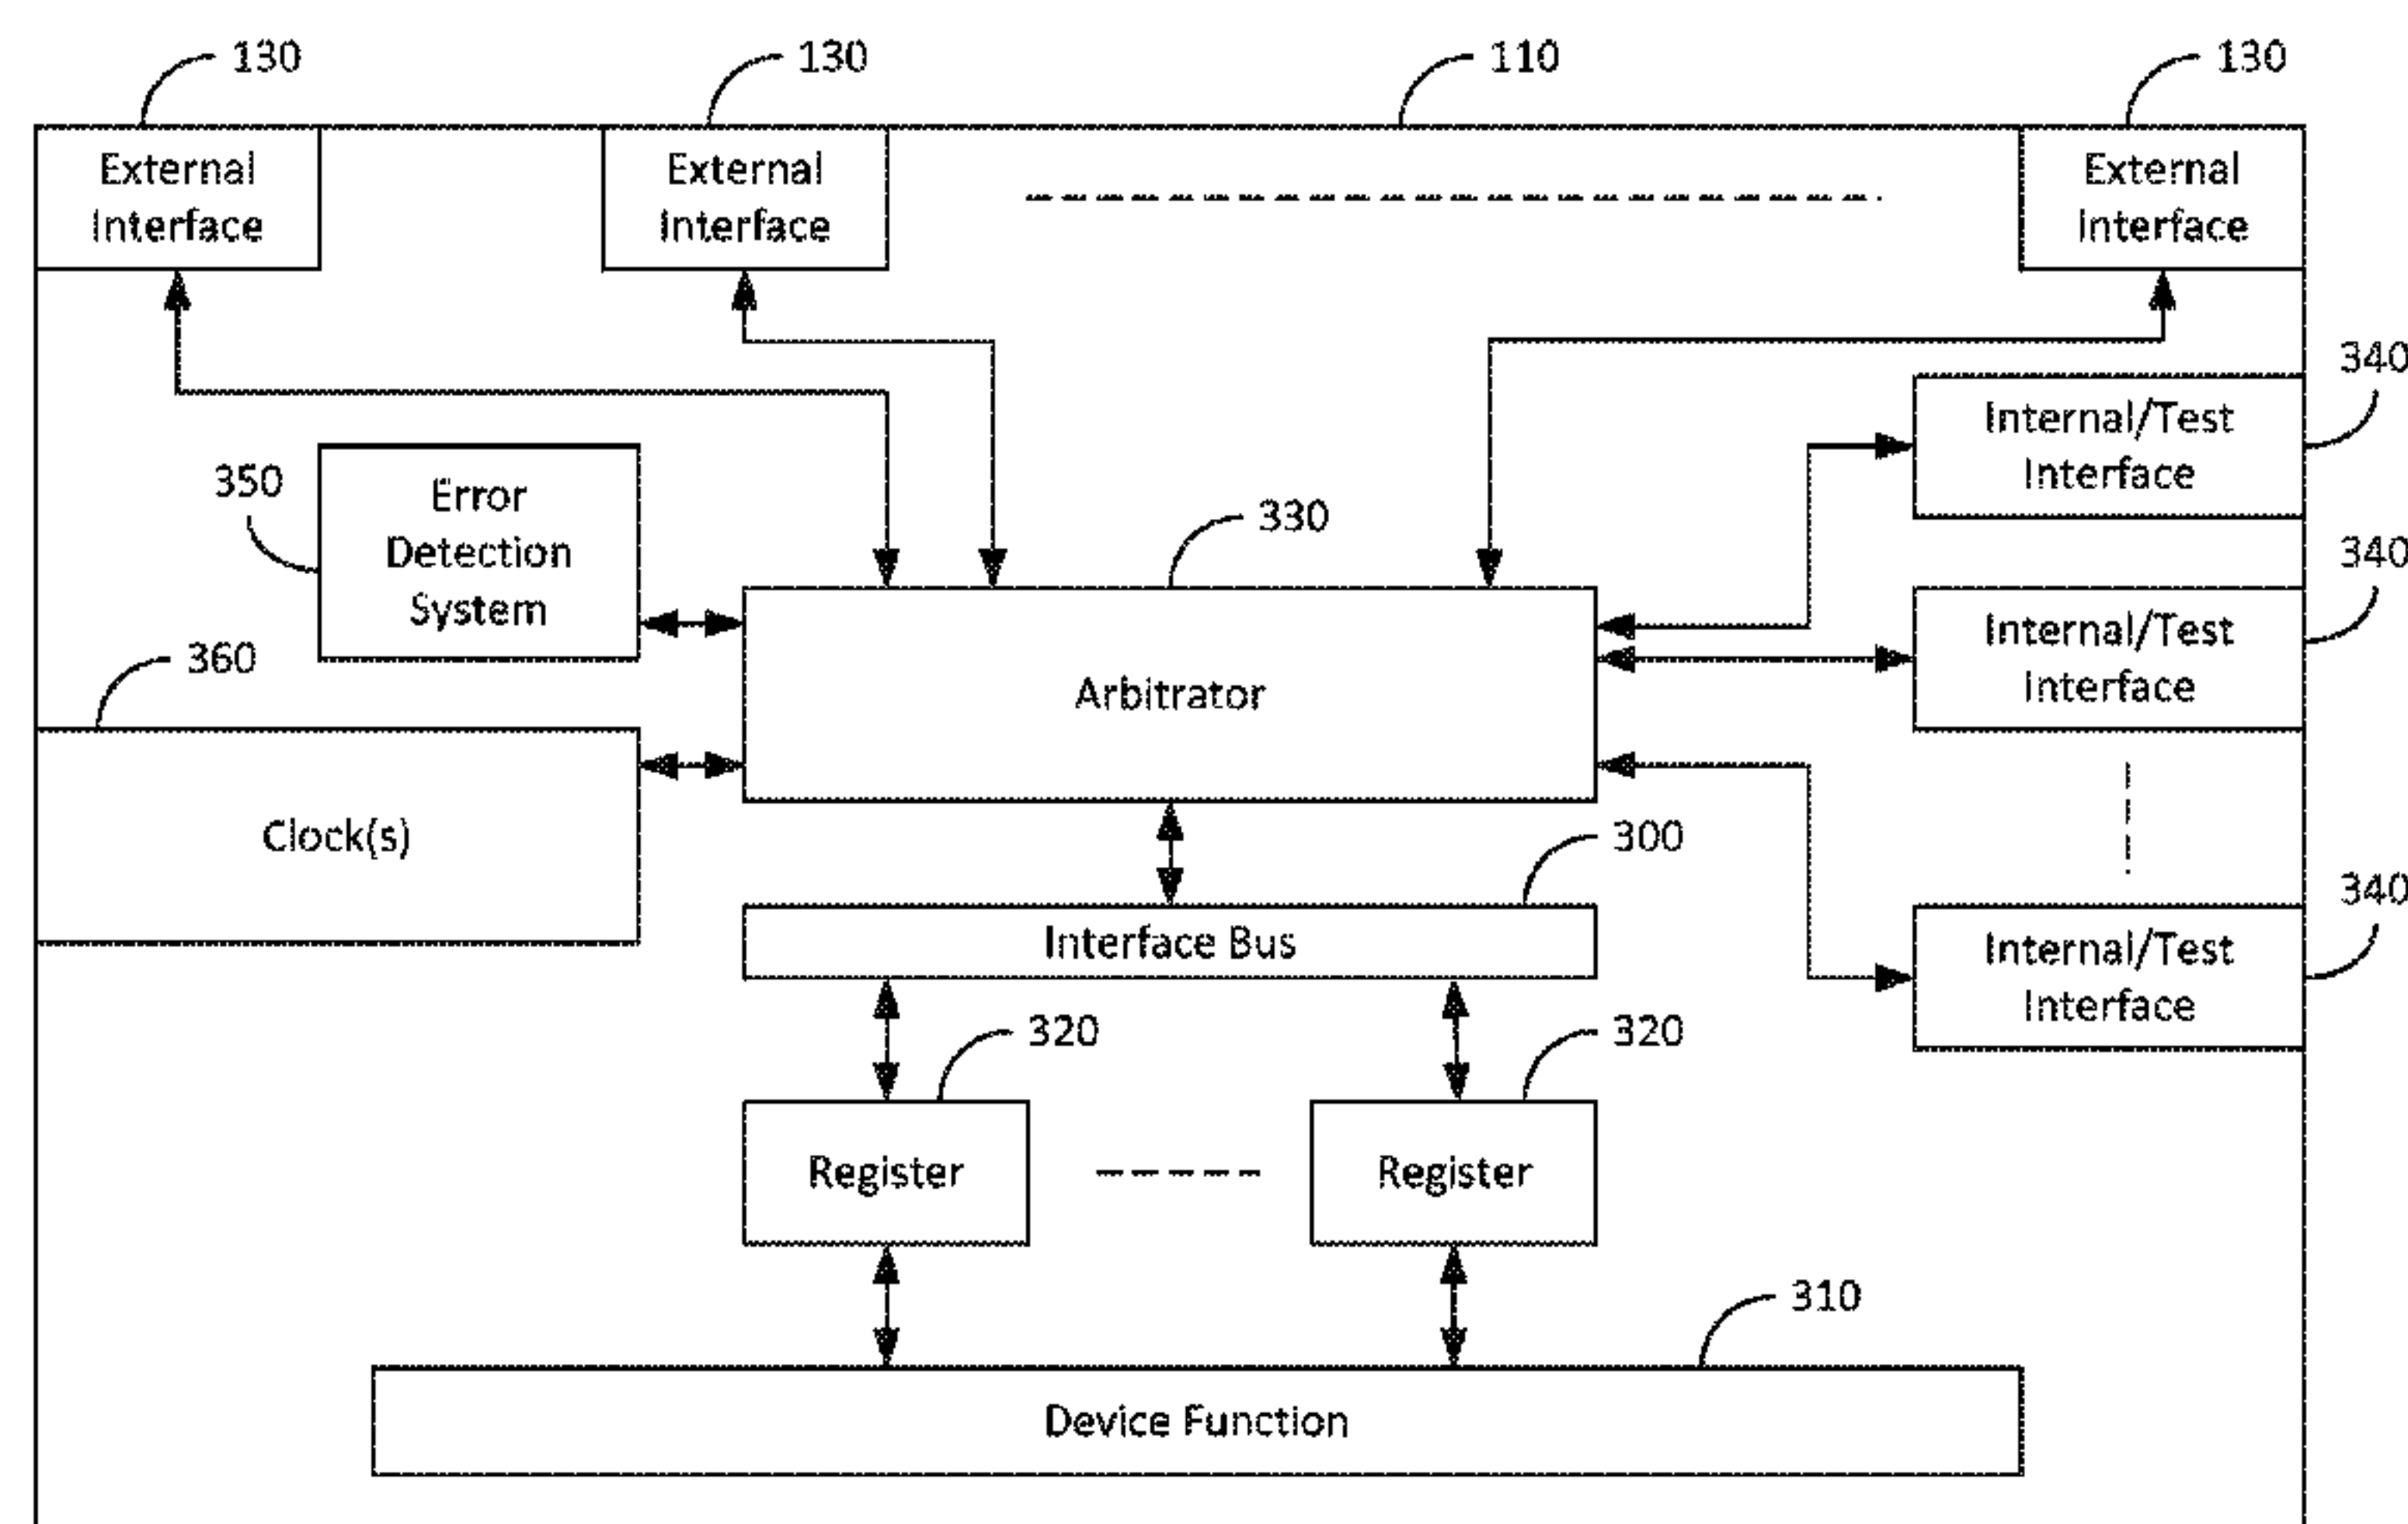 130
130
110
130
External
Interface
External
Interface
External
Interface
340
Internal/Test
Interface
350
Error
Detection
System
330
340
Internal/Test
Interface
360
Arbitrator
Clock(s)
300
340
Interface Bus
Internal/Test
Interface
320
320
Register
Register
310
Device Function